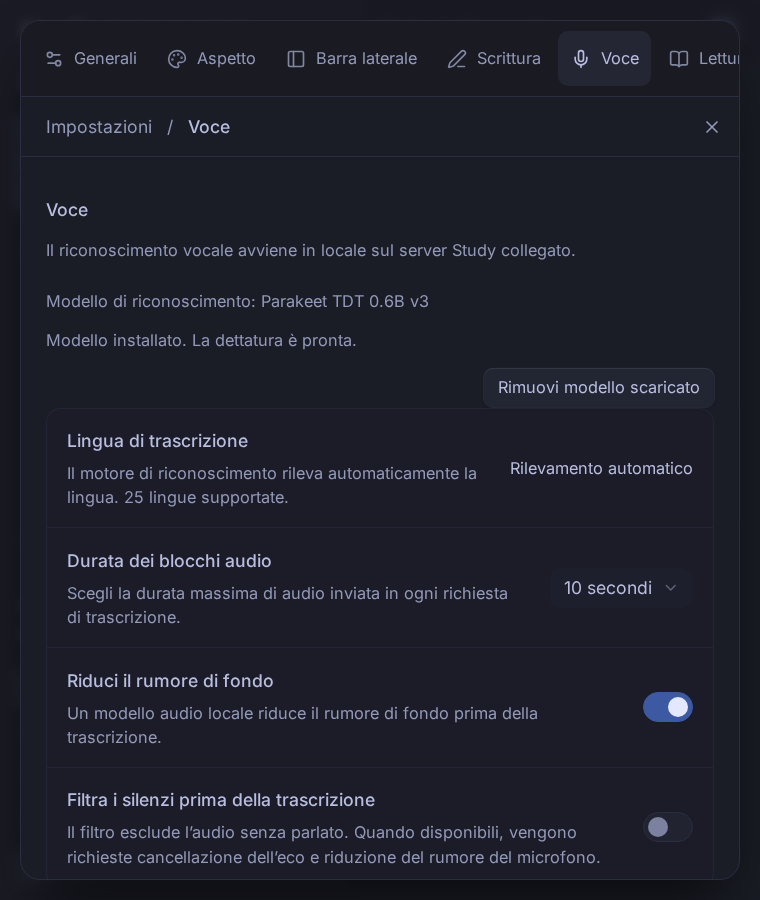 Generali
Aspetto
Barra laterale
Scrittura
Voce
Lettur
Impostazioni / Voce
Voce
Il riconoscimento vocale avviene in locale sul server Study collegato.
Modello di riconoscimento: Parakeet TDT 0.6B v3
Modello installato. La dettatura è pronta.
Rimuovi modello scaricato
Lingua di trascrizione
Il motore di riconoscimento rileva automaticamente la
lingua. 25 lingue supportate.
Rilevamento automatico
Durata dei blocchi audio
Scegli la durata massima di audio inviata in ogni richiesta
di trascrizione.
10 secondi
Riduci il rumore di fondo
Un modello audio locale riduce il rumore di fondo prima della
trascrizione.
Filtra i silenzi prima della trascrizione
Il filtro esclude l’audio senza parlato. Quando disponibili, vengono
richieste cancellazione dell’eco e riduzione del rumore del microfono.